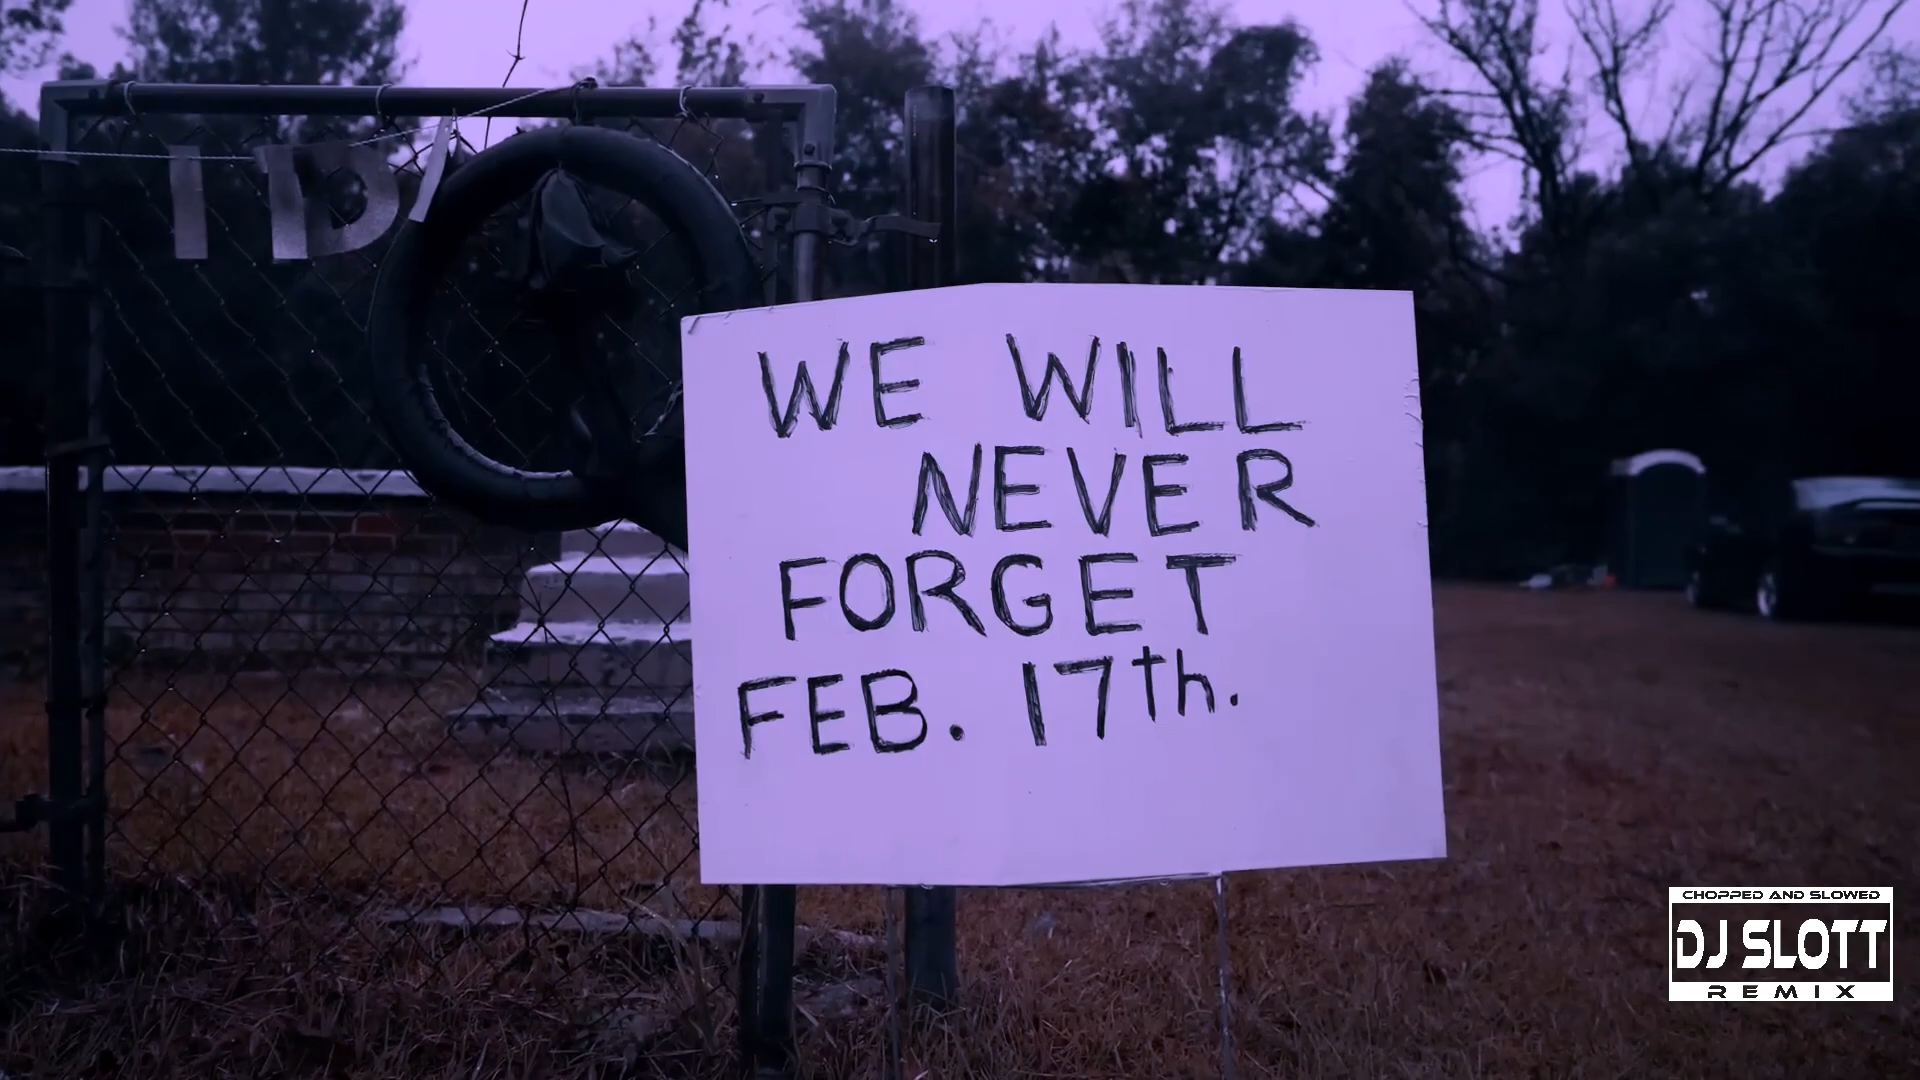 WE WILL
NEVER
FORGET
FEB. 17th.
CHOPPED AND SLOWED
DJ SLOTT
REMIX